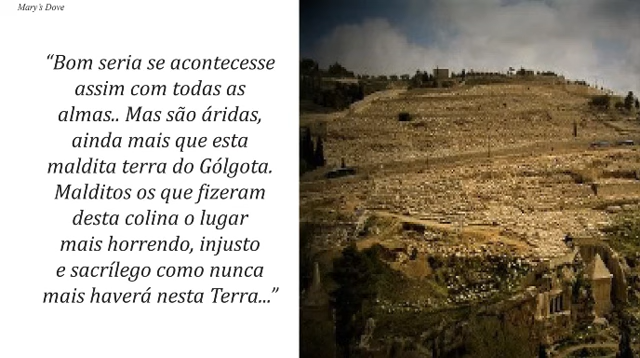 Mary's Dove
“Bom seria se acontecesse
assim com todas as
almas.. Mas são áridas,
ainda mais que esta
maldita terra do Gólgota.
Malditos os que fizeram
desta colina o lugar
mais horrendo, injusto
e sacrílego como nunca
mais haverá nesta Terra...”